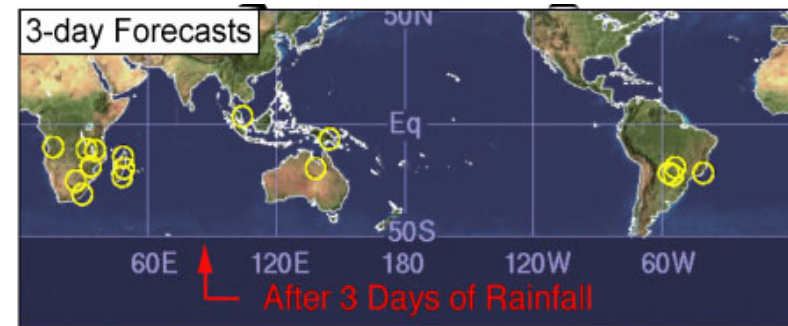 3-day Forecasts
50N
Eq
50S
60E 120E 180 120W 60W
After 3 Days of Rainfall